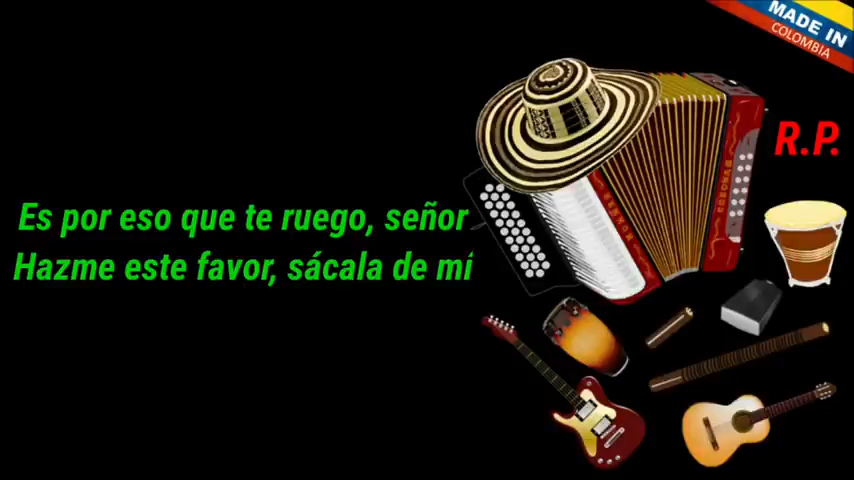 MADE IN
COLOMBIA
R.P.
Es por eso que te ruego, señor
Hazme este favor, sácala de mí